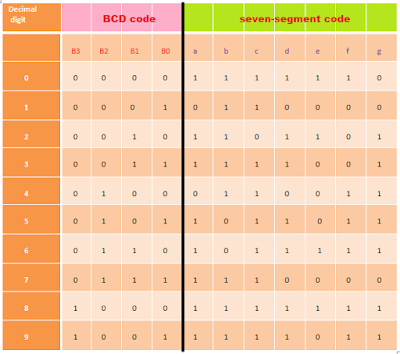 Decimal digit BCD code seven-segment code
B3 B2 B1 B0 a b c d e f g
0 0 0 0 0 1 1 1 1 1 1 0
1 0 0 0 1 0 1 1 0 0 0 0
2 0 0 1 0 1 1 0 1 1 0 1
3 0 0 1 1 1 1 1 1 0 0 1
4 0 1 0 0 0 1 1 0 0 1 1
5 0 1 0 1 1 0 1 1 0 1 1
6 0 1 1 0 1 0 1 1 1 1 1
7 0 1 1 1 1 1 1 0 0 0 0
8 1 0 0 0 1 1 1 1 1 1 1
9 1 0 0 1 1 1 1 1 0 1 1